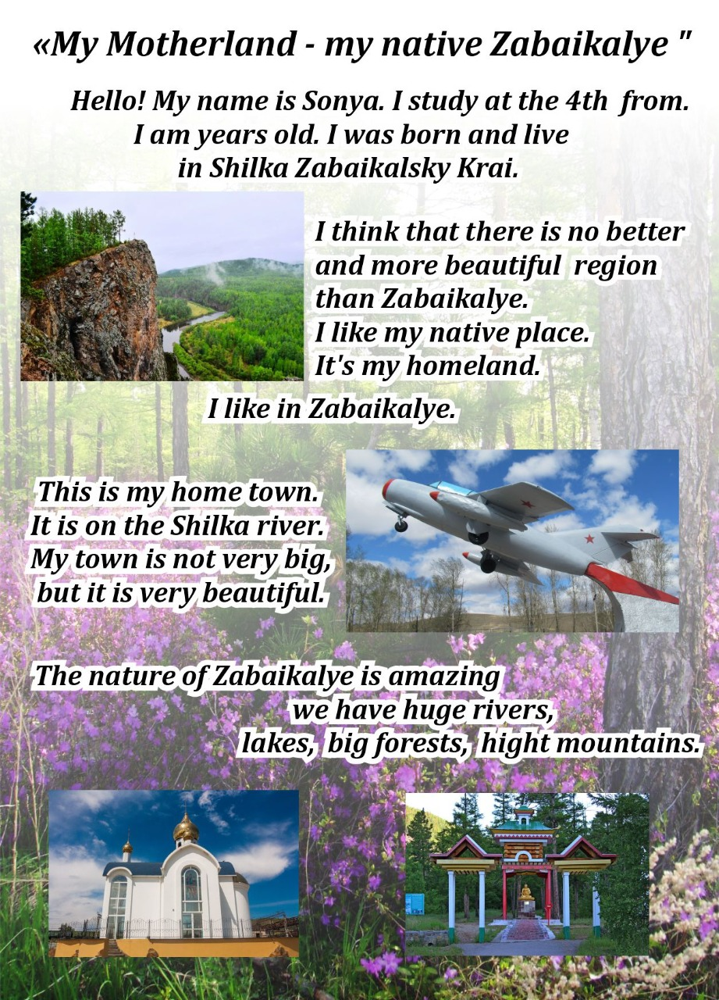 «My Motherland - my native Zabaikalye "
Hello! My name is Sonya. I study at the 4th from.
I am years old. I was born and live
in Shilka Zabaikalsky Krai.
I think that there is no better
and more beautiful region
than Zabaikalye.
I like my native place.
It's my homeland.
I like in Zabaikalye.
This is my home town.
It is on the Shilka river.
My town is not very big,
but it is very beautiful.
The nature of Zabaikalye is amazing
we have huge rivers,
lakes, big forests, hight mountains.